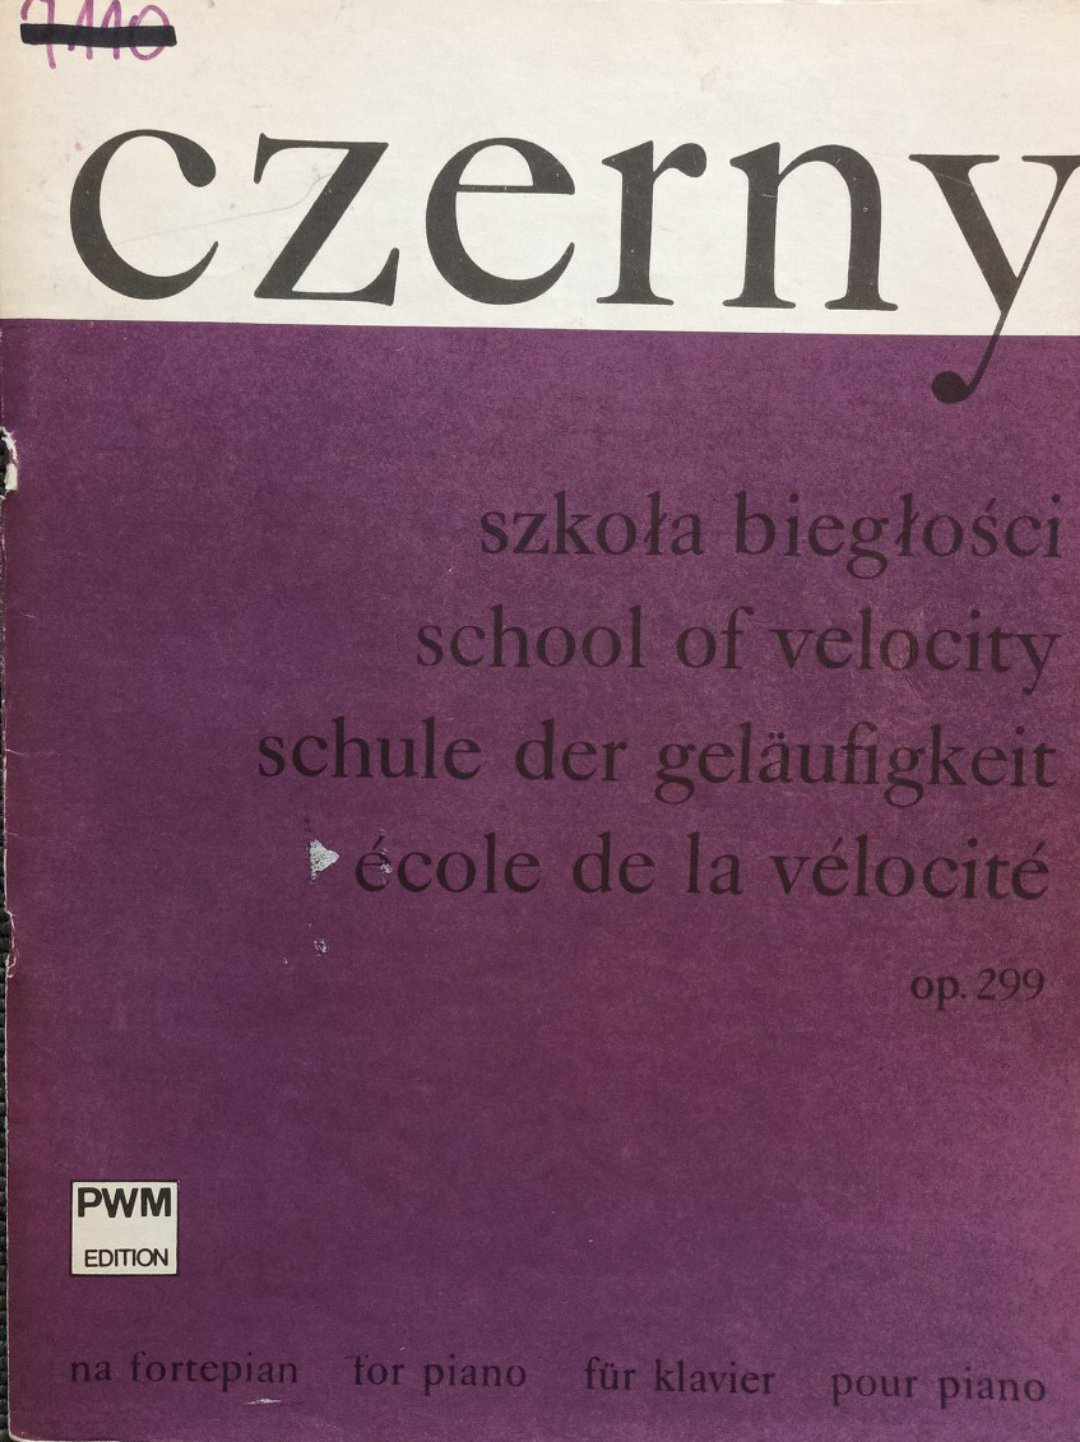 czerny
szkoła biegłości
school of velocity
schule der geläufigkeit
école de la vélocité
op. 299
PWM
EDITION
na fortepian for piano für klavier pour piano